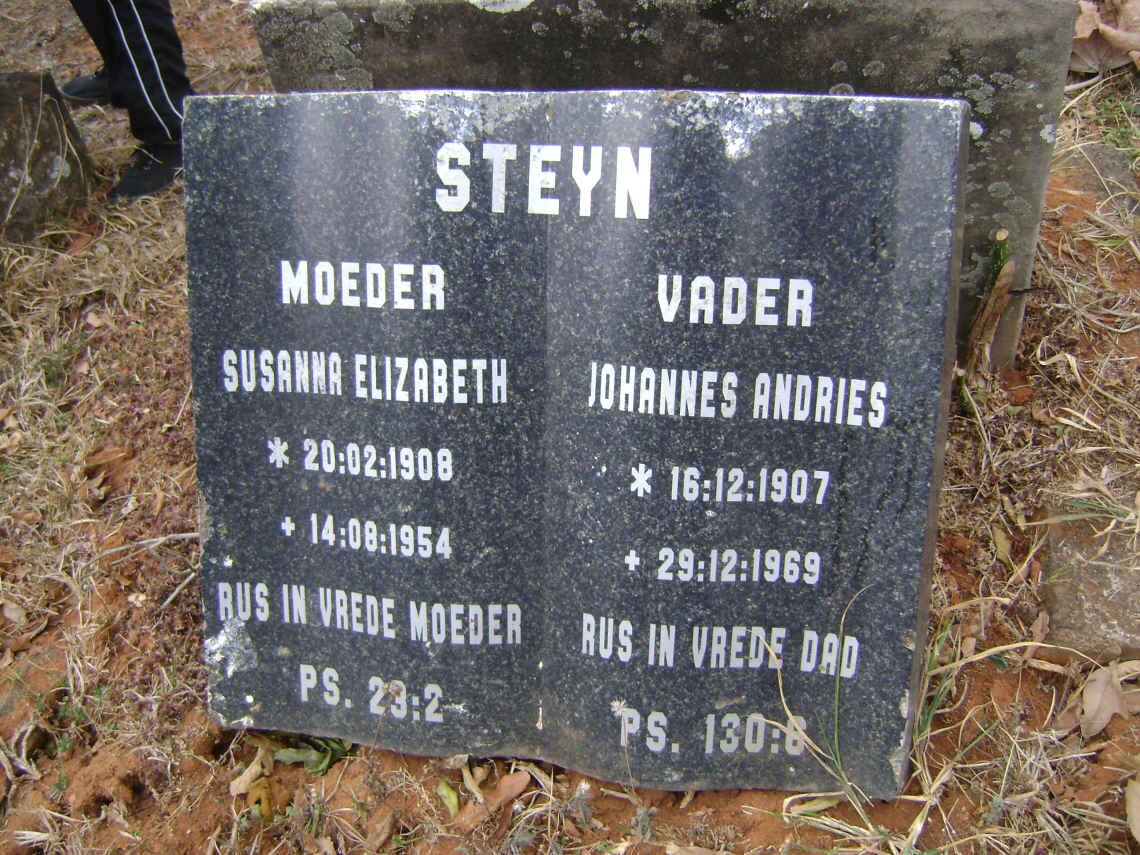 STEYN
MOEDER
SUSANNA ELIZABETH
* 20:02:1908
+ 14:08:1954
RUS IN VREDE MOEDER
PS. 23:2
VADER
JOHANNES ANDRIES
* 16:12:1907
+ 29:12:1969
RUS IN VREDE DAD
PS. 130:6